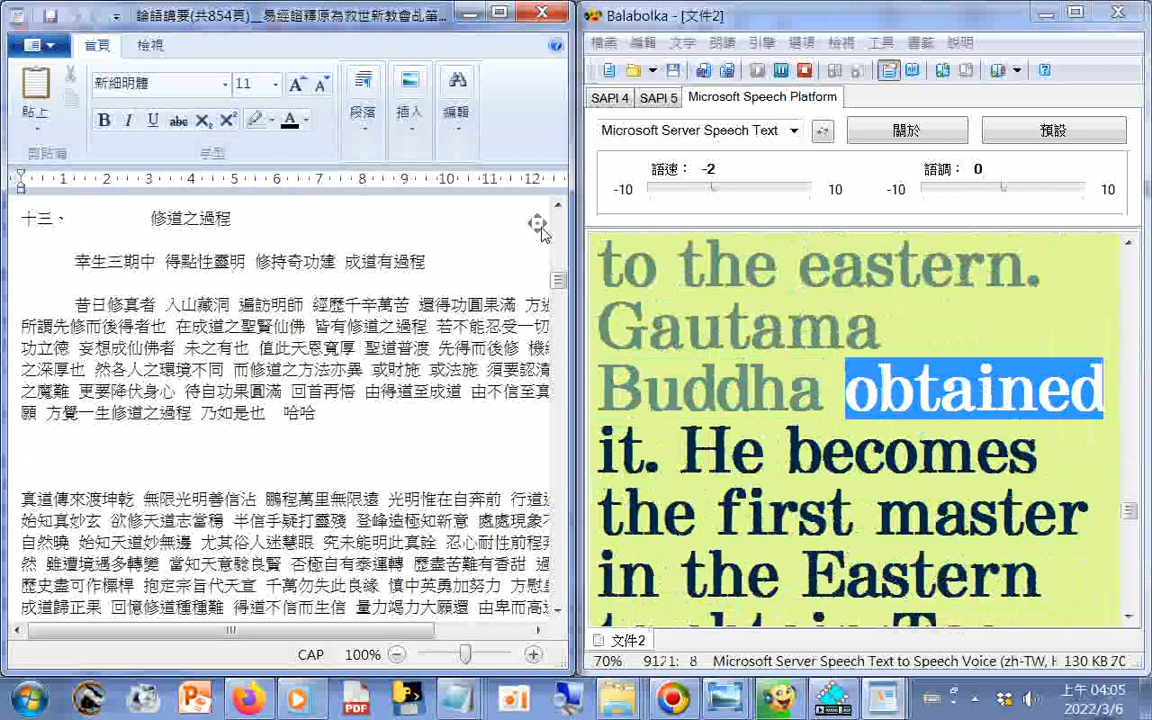 論語講要(共854頁)__易經證釋原為救世新教會乩筆...
首頁
檢視
貼上
剪貼簿
新細明體
11
字型
段落
插入
編輯
1 2 3 4 5 6 7 8 9 10 11 12
十三、 修道之過程
幸生三期中 得點性靈明 修持奇功建 成道有過程
昔日修真者 入山藏洞 遍訪明師 經歷千辛萬苦 還得功圓果滿 方
所謂先修而後得者也 在成道之聖賢仙佛 皆有修道之過程 若不能忍受一切
功立德 妄想成仙佛者 未之有也 值此天恩寬厚 聖道普渡 先得而後修 機
之深厚也 然各人之環境不同 而修道之方法亦異 或財施 或法施 須要認清
之魔難 更要降伏身心 待自功果圓滿 回首再悟 由得道至成道 由不信至真
願 方覺一生修道之過程 乃如是也 哈哈
真道傳來渡坤乾 無限光明善信沾 鵬程萬里無限遠 光明惟在自奔前 行道
始知真妙玄 欲修天道志當穩 半信半疑打靈殘 登峰造極知新意 處處現象
自然曉 始知天道妙無邊 尤其俗人迷慧眼 究未能明此真詮 忍心耐性前程
然 雖遭境遇多轉變 當知天意驗良賢 否極自有泰運轉 歷盡苦難有香甜
歷史盡可作標桿 抱定宗旨代天宣 千萬勿失此良緣 慎中英勇加努力 方慰
成道歸正果 回憶修道種種難 得道不信而生信 量力竭力大願還 由卑而高
CAP 100%
Balabolka - [文件2]
檔案 編輯 文字 朗讀 引擎 選項 檢視 工具 書籤 說明
SAPI 4 SAPI 5 Microsoft Speech Platform
Microsoft Server Speech Text
關於
預設
語速： -2
語調： 0
-10 10 -10 10
to the eastern.
Gautama
Buddha obtained
it. He becomes
the first master
in the Eastern
to obtain Tao
文件2
70% 9121: 8 Microsoft Server Speech Text to Speech Voice (zh-TW, H 130 KB
上午 04:05
2022/3/6